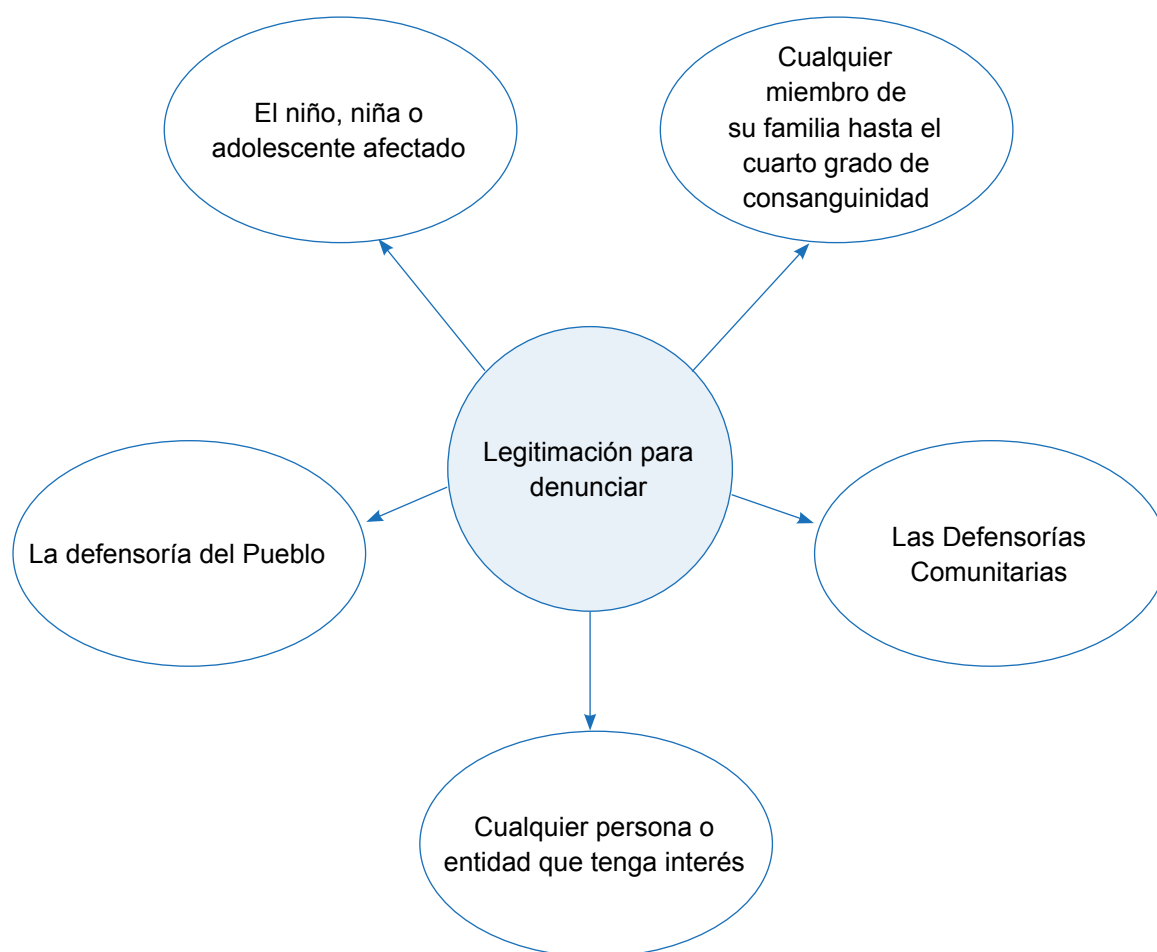 El niño, niña o
adolescente afectado
Cualquier
miembro de
su familia hasta el
cuarto grado de
consanguinidad
Legitimación para
denunciar
La defensoría del Pueblo
Las Defensorías
Comunitarias
Cualquier persona o
entidad que tenga interés